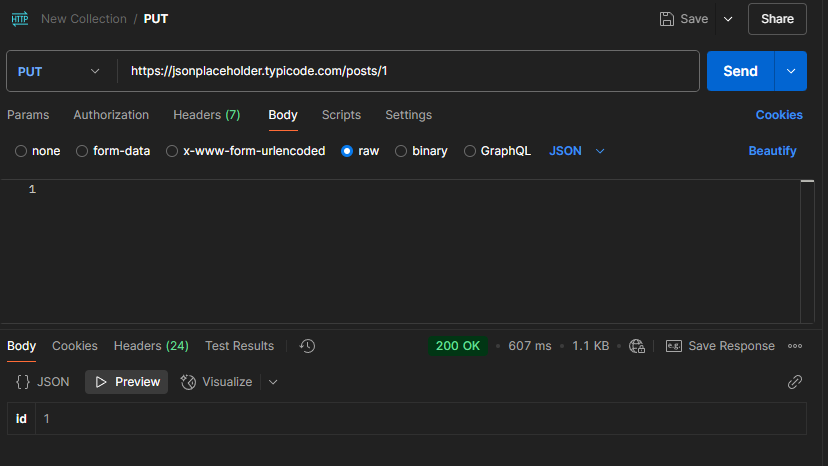 HTTP New Collection / PUT Save Share
PUT https://jsonplaceholder.typicode.com/posts/1 Send
Params Authorization Headers (7) Body Scripts Settings Cookies
none form-data x-www-form-urlencoded raw binary GraphQL JSON Beautify
1
Body Cookies Headers (24) Test Results 200 OK • 607 ms • 1.1 KB • e.g. Save Response
{} JSON Preview Visualize
id 1